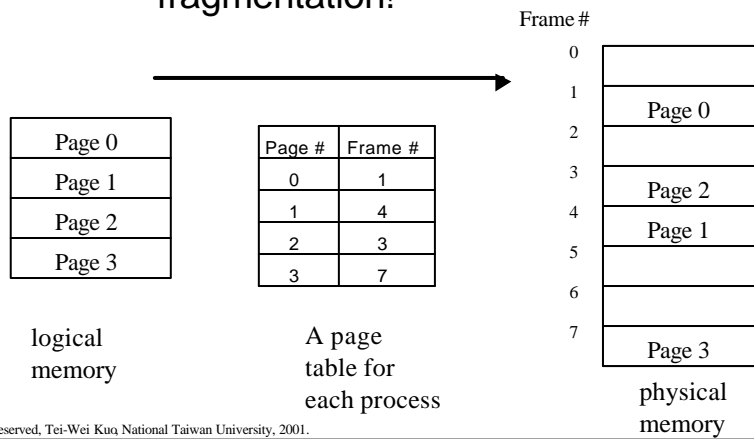 fragmentation!
Frame #
0
1
2
3
4
5
6
7
Page 0
Page 2
Page 1
Page 3
physical
memory
Page 0
Page 1
Page 2
Page 3
logical
memory
Page # Frame #
0 1
1 4
2 3
3 7
A page
table for
each process
eserved, Tei-Wei Kuo, National Taiwan University, 2001.